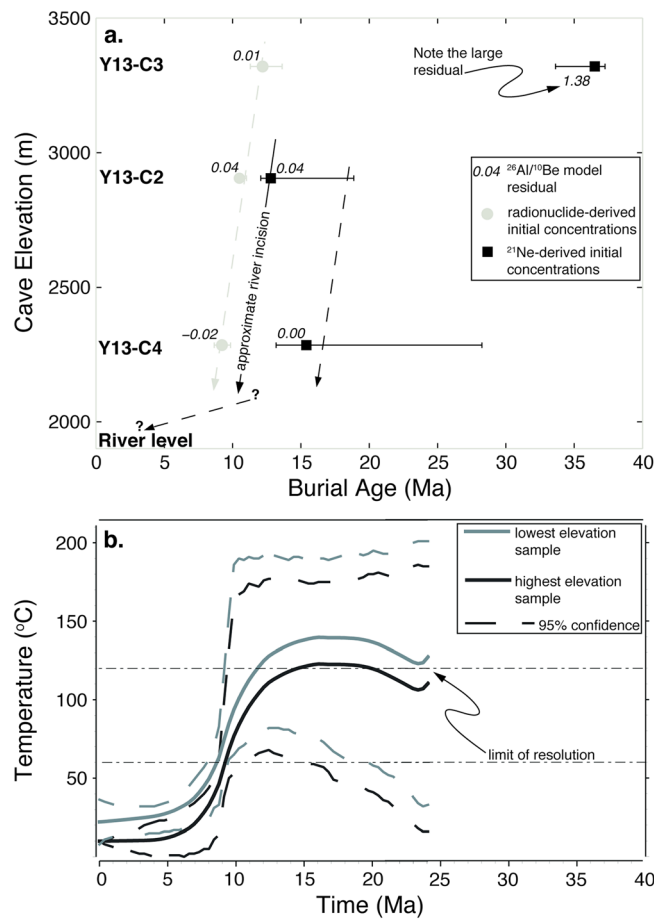 a.
3500
3000
2500
2000
Cave Elevation (m)
Y13-C3
Y13-C2
Y13-C4
River level
0.01
0.04
0.04
−0.02
0.00
1.38
Note the large
residual
approximate river incision
?
?
0.04 ²⁶Al/¹⁰Be model
residual
radionuclide-derived
initial concentrations
²¹Ne-derived initial
concentrations
0 5 10 15 20 25 30 35 40
Burial Age (Ma)
b.
200
150
100
50
Temperature (°C)
lowest elevation
sample
highest elevation
sample
95% confidence
limit of resolution
0 5 10 15 20 25 30 35 40
Time (Ma)